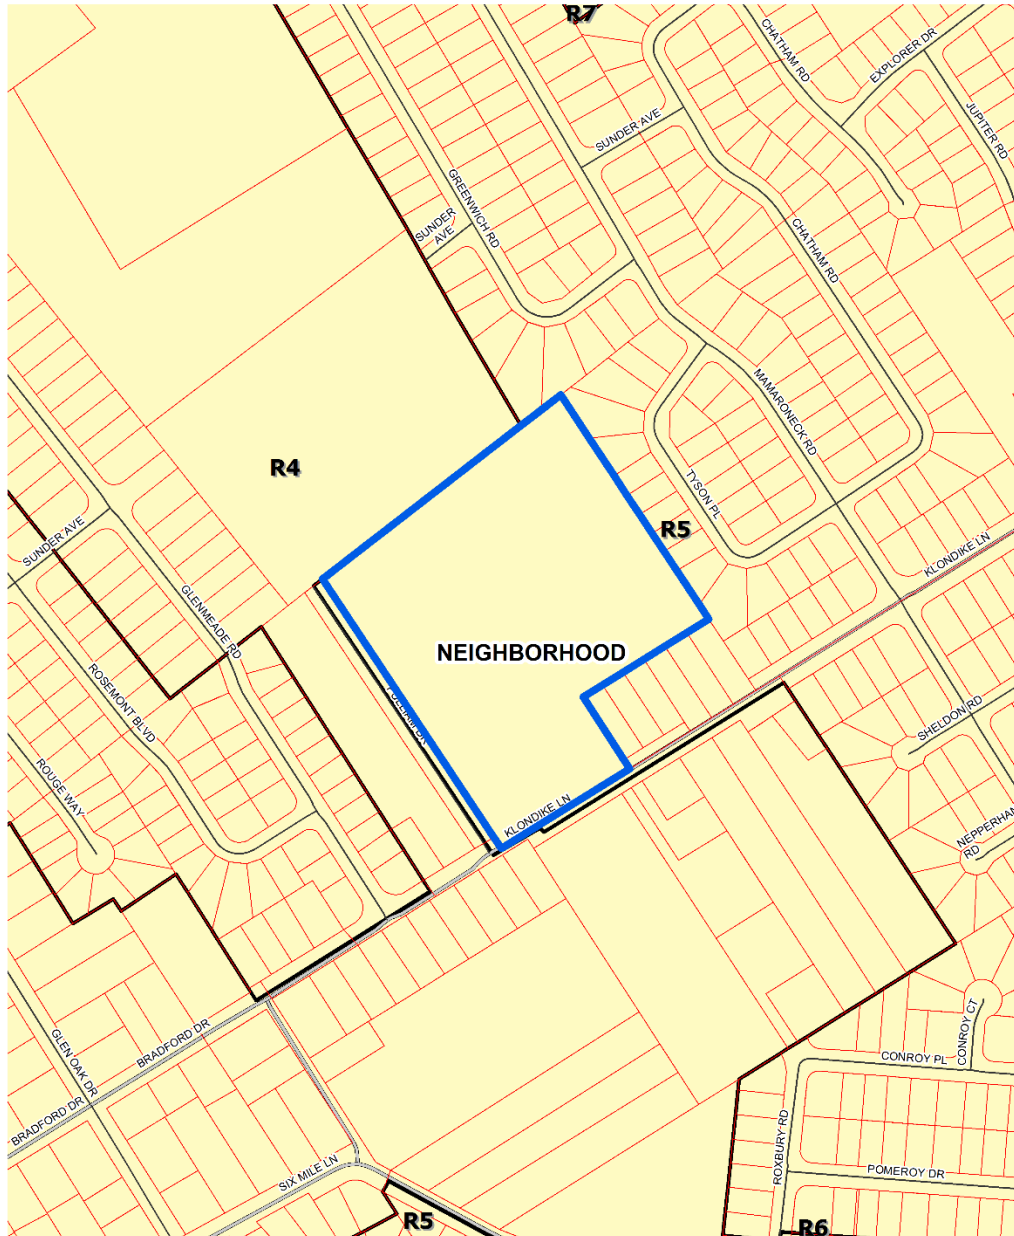 R7
CHATHAM RD
EXPLORER DR
JUPITER RD
SUNDER AVE
GREENWICH RD
SUNDER
AVE
CHATHAM RD
MAMARONECK RD
R4
TYSON PL
R5
KLONDIKE LN
SUNDER AVE
GLENMEADE RD
NEIGHBORHOOD
ROSEMONT BLVD
SHELDON RD
ROUGE WAY
KLONDIKE LN
NEPPERHAN
RD
BRADFORD DR
GLEN OAK DR
CONROY CT
CONROY PL
BRADFORD DR
ROXBURY RD
SIX MILE LN
POMEROY DR
R5
R6